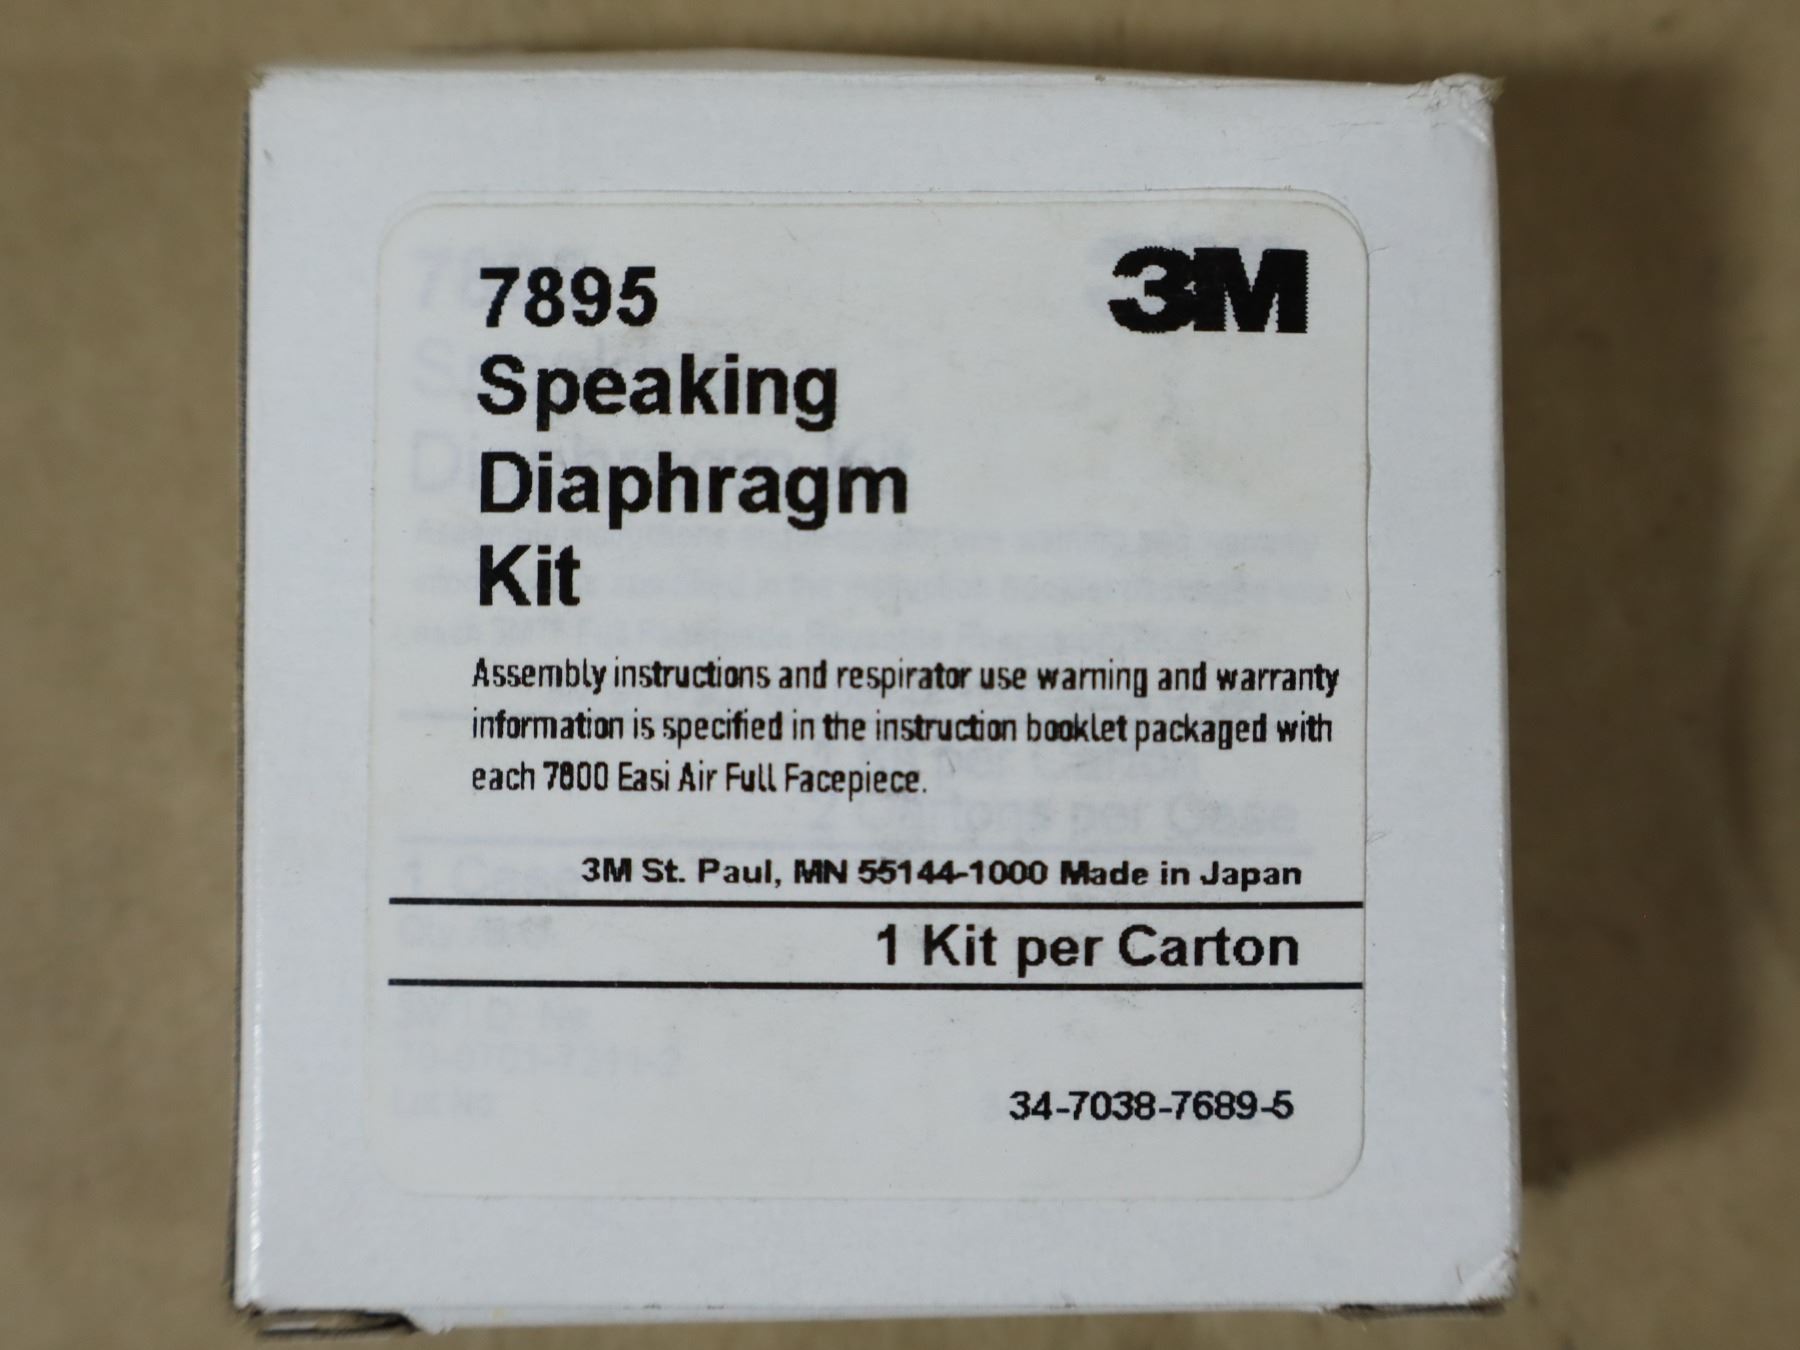 7895
3M
Speaking
Diaphragm
Kit
Assembly instructions and respirator use warning and warranty
information is specified in the instruction booklet packaged with
each 7800 Easi Air Full Facepiece.
3M St. Paul, MN 55144-1000 Made in Japan
1 Kit per Carton
34-7038-7689-5